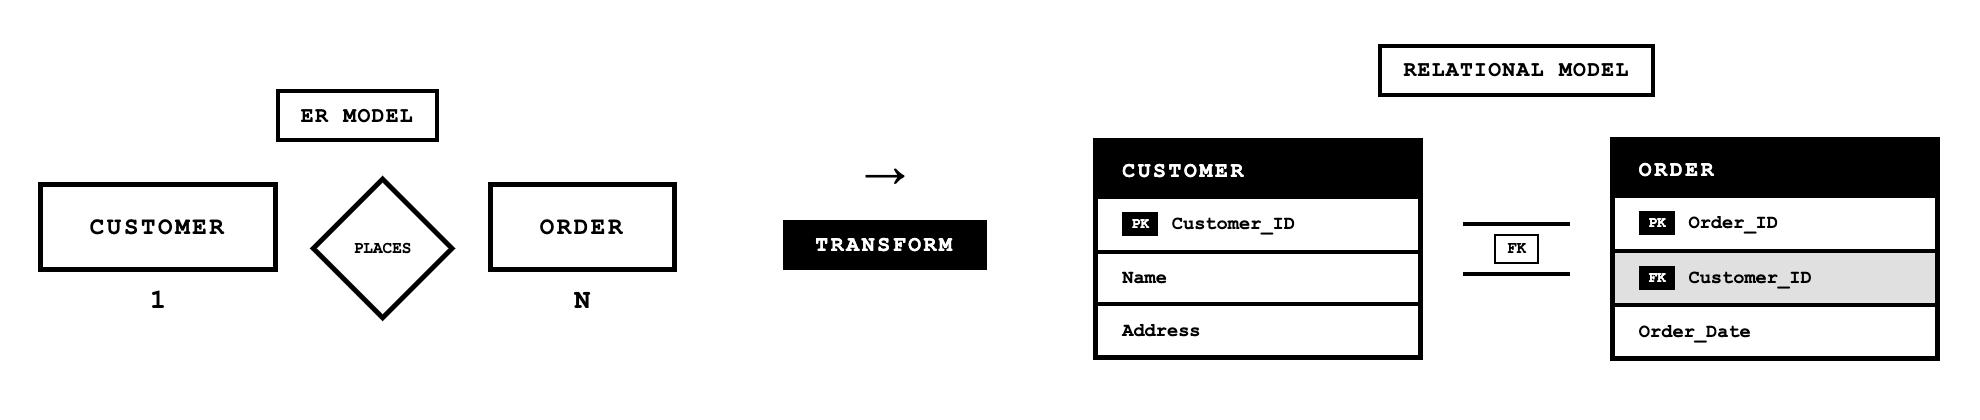 ER MODEL
CUSTOMER
1
PLACES
ORDER
N
→
TRANSFORM
RELATIONAL MODEL
CUSTOMER
PK Customer_ID
Name
Address
FK
ORDER
PK Order_ID
FK Customer_ID
Order_Date